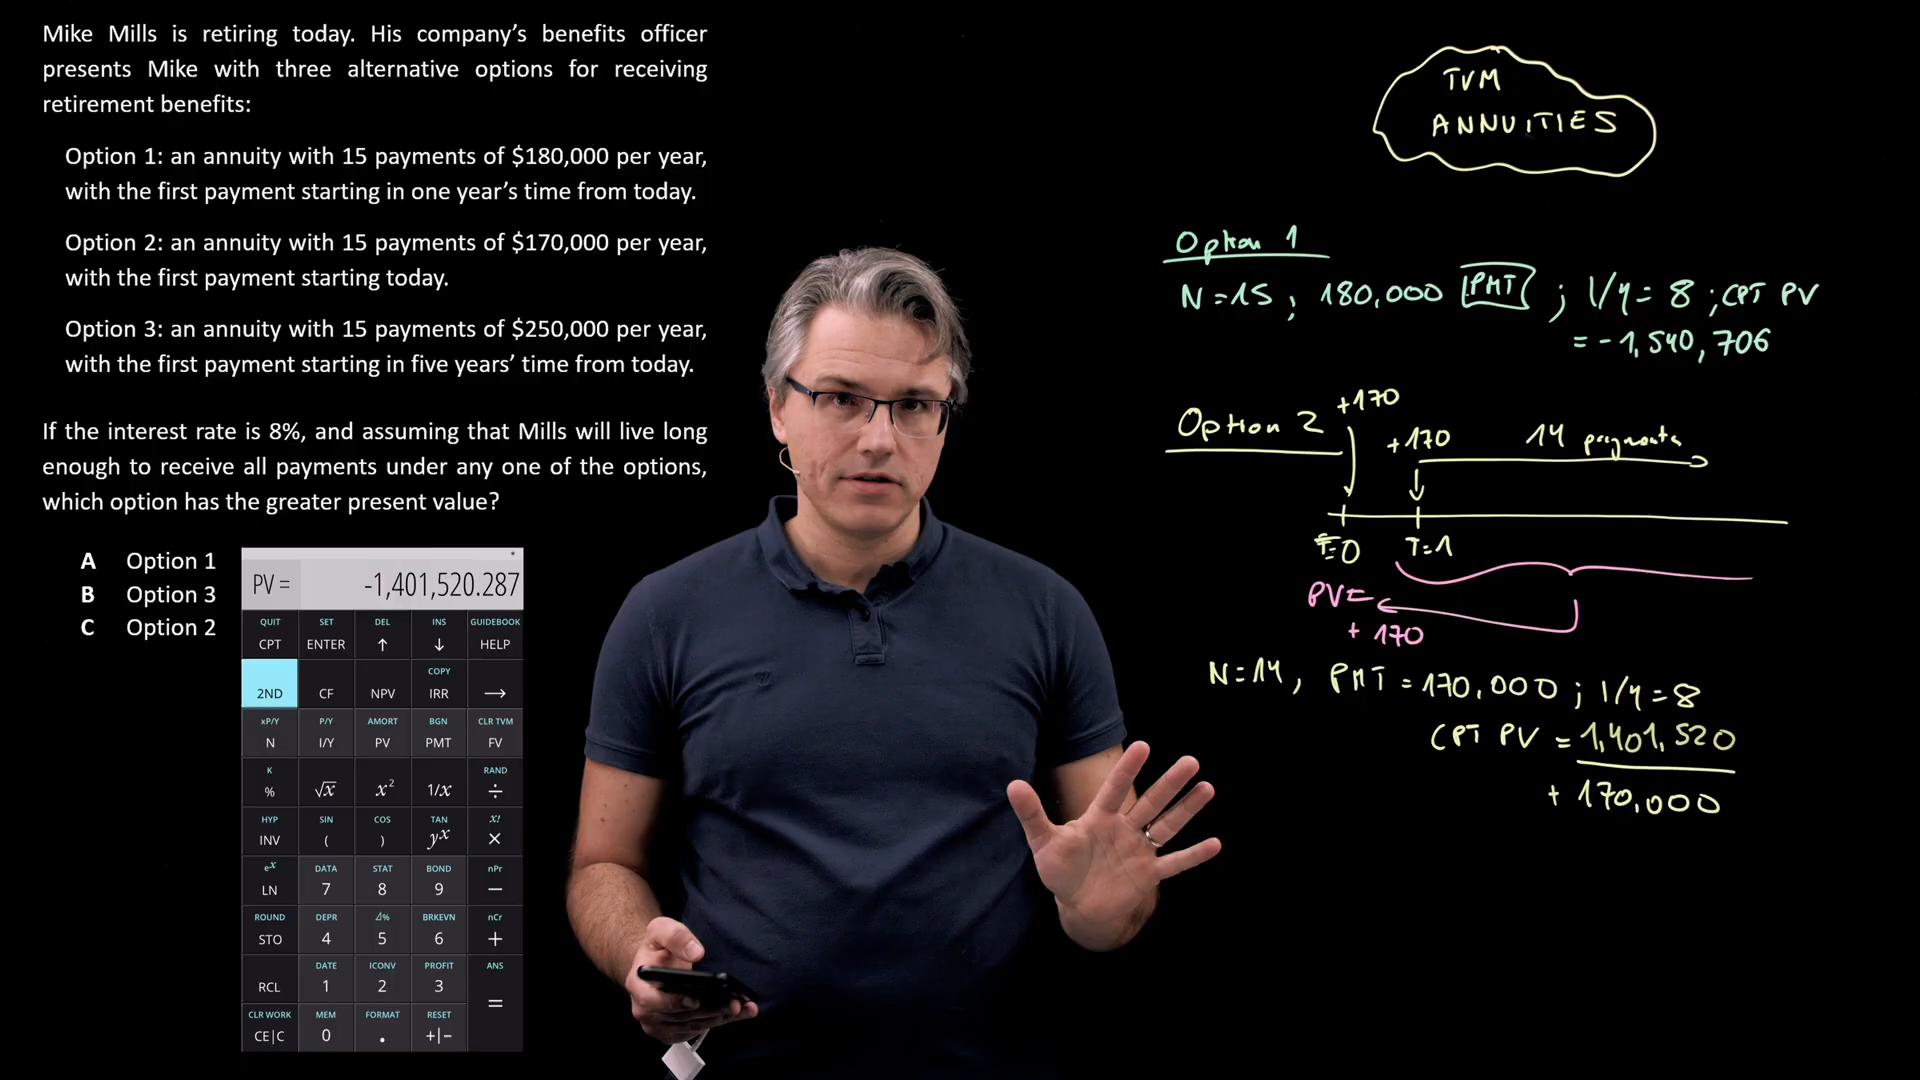 Mike Mills is retiring today. His company’s benefits officer
presents Mike with three alternative options for receiving
retirement benefits:
Option 1: an annuity with 15 payments of $180,000 per year,
with the first payment starting in one year’s time from today.
Option 2: an annuity with 15 payments of $170,000 per year,
with the first payment starting today.
Option 3: an annuity with 15 payments of $250,000 per year,
with the first payment starting in five years’ time from today.
If the interest rate is 8%, and assuming that Mills will live long
enough to receive all payments under any one of the options,
which option has the greater present value?
A Option 1
B Option 3
C Option 2
PV = -1,401,520.287
QUIT SET DEL INS GUIDEBOOK
CPT ENTER ↑ ↓ HELP
COPY
2ND CF NPV IRR →
xP/Y P/Y AMORT BGN CLR TVM
N I/Y PV PMT FV
K RAND
% √x x² 1/x ÷
HYP SIN COS TAN x!
INV ( ) yˣ ×
eˣ DATA STAT BOND nPr
LN 7 8 9 −
ROUND DEPR Δ% BRKEVN nCr
STO 4 5 6 +
DATE ICONV PROFIT ANS
RCL 1 2 3 =
CLR WORK MEM FORMAT RESET
CE|C 0 . +|−
TVM
ANNUITIES
Option 1
N=15; 180,000 PMT; I/Y=8; CPT PV
= -1,540,706
Option 2
+170
+170 14 payments
T=0 T=1
PV=
+ 170
N=14, PMT=170,000; I/Y=8
CPT PV = 1,401,520
+ 170,000